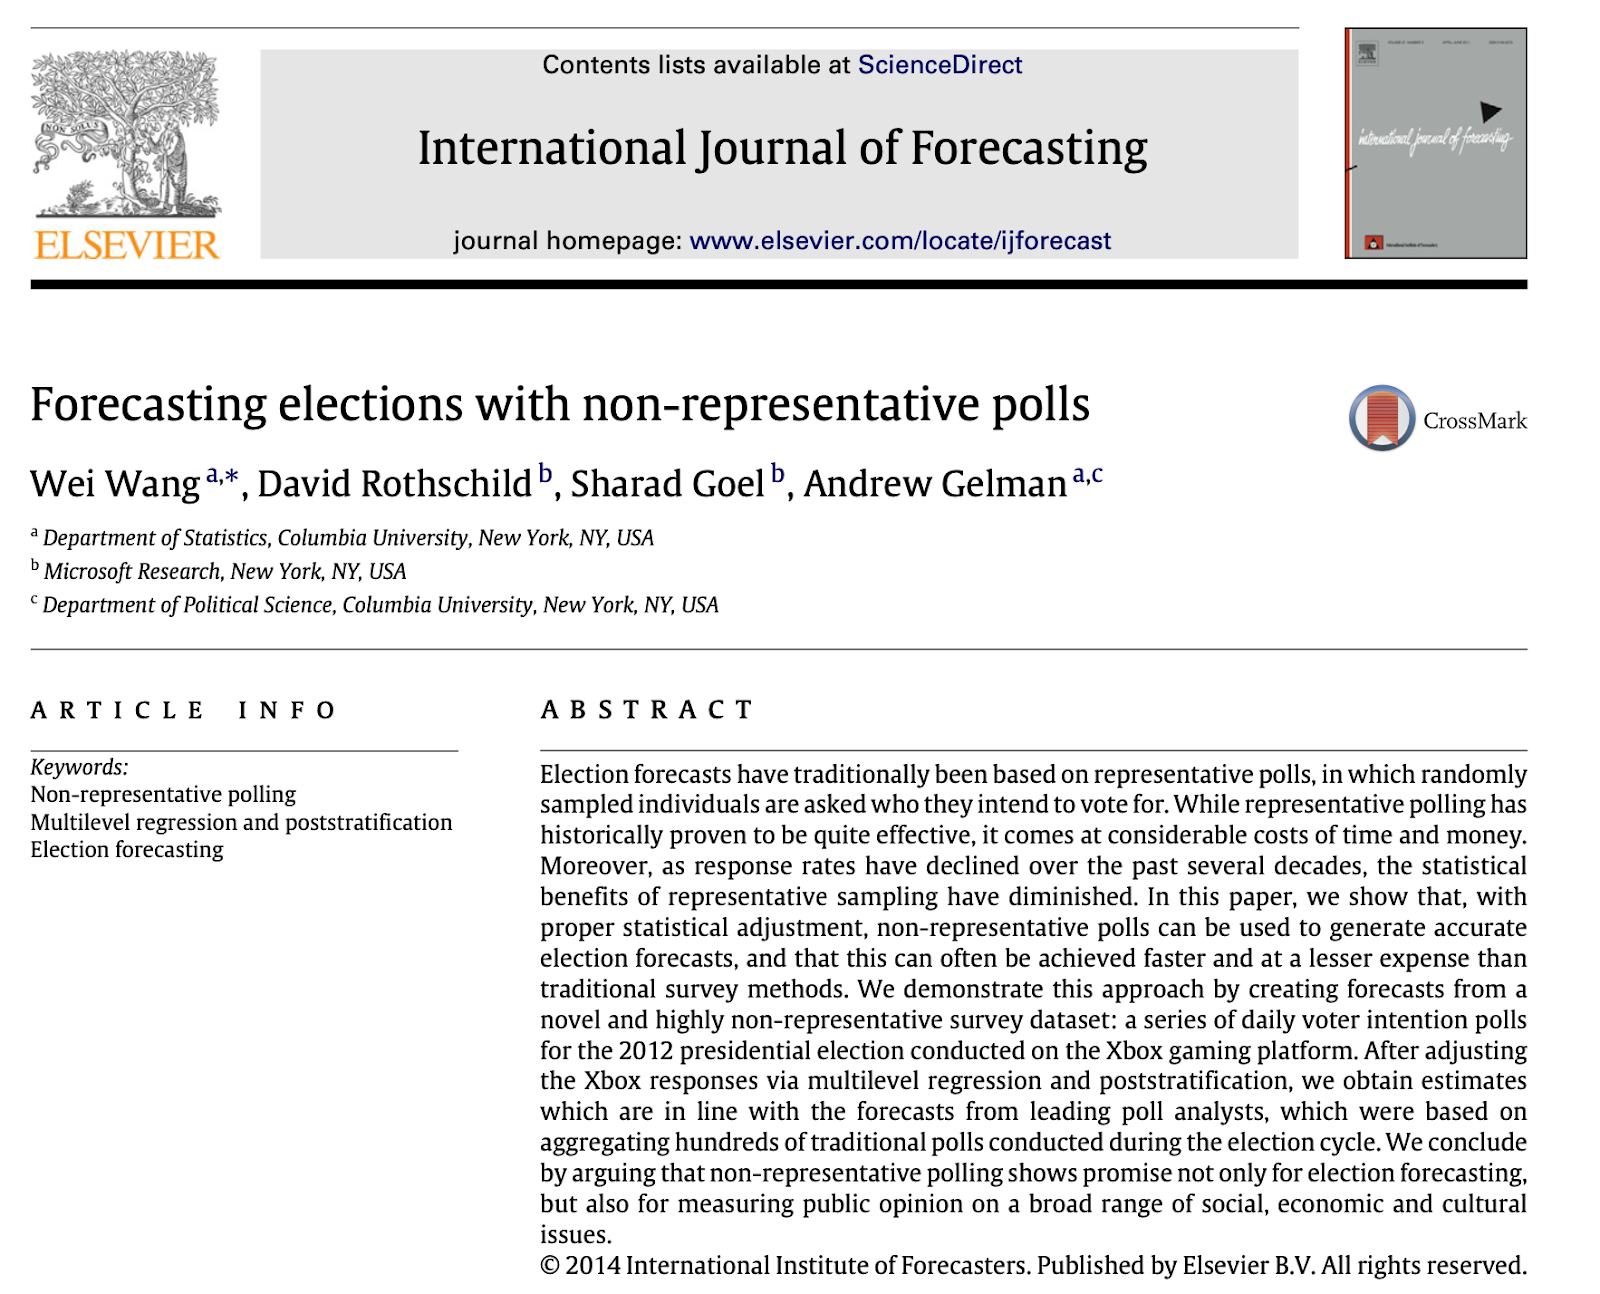 Contents lists available at ScienceDirect
International Journal of Forecasting
journal homepage: www.elsevier.com/locate/ijforecast
NON SOLUS
ELSEVIER
international journal of forecasting
Forecasting elections with non-representative polls
CrossMark
Wei Wang a,*, David Rothschild b, Sharad Goel b, Andrew Gelman a,c
a Department of Statistics, Columbia University, New York, NY, USA
b Microsoft Research, New York, NY, USA
c Department of Political Science, Columbia University, New York, NY, USA
ARTICLE INFO
Keywords:
Non-representative polling
Multilevel regression and poststratification
Election forecasting
ABSTRACT
Election forecasts have traditionally been based on representative polls, in which randomly
sampled individuals are asked who they intend to vote for. While representative polling has
historically proven to be quite effective, it comes at considerable costs of time and money.
Moreover, as response rates have declined over the past several decades, the statistical
benefits of representative sampling have diminished. In this paper, we show that, with
proper statistical adjustment, non-representative polls can be used to generate accurate
election forecasts, and that this can often be achieved faster and at a lesser expense than
traditional survey methods. We demonstrate this approach by creating forecasts from a
novel and highly non-representative survey dataset: a series of daily voter intention polls
for the 2012 presidential election conducted on the Xbox gaming platform. After adjusting
the Xbox responses via multilevel regression and poststratification, we obtain estimates
which are in line with the forecasts from leading poll analysts, which were based on
aggregating hundreds of traditional polls conducted during the election cycle. We conclude
by arguing that non-representative polling shows promise not only for election forecasting,
but also for measuring public opinion on a broad range of social, economic and cultural
issues.
© 2014 International Institute of Forecasters. Published by Elsevier B.V. All rights reserved.